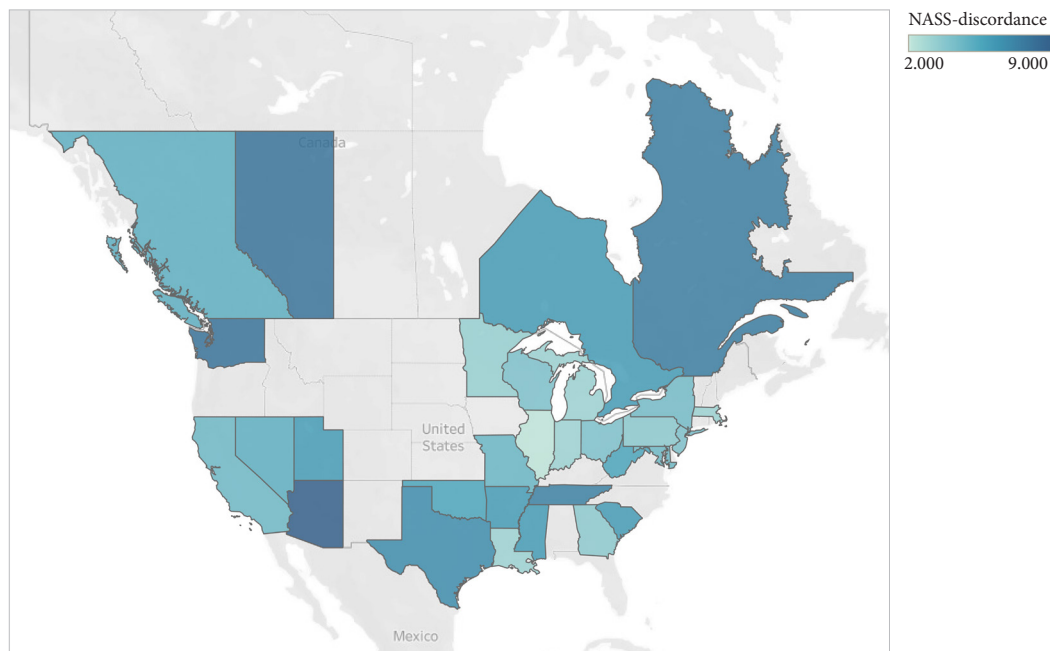 NASS-discordance
2.000 9.000
Canada
United
States
Mexico